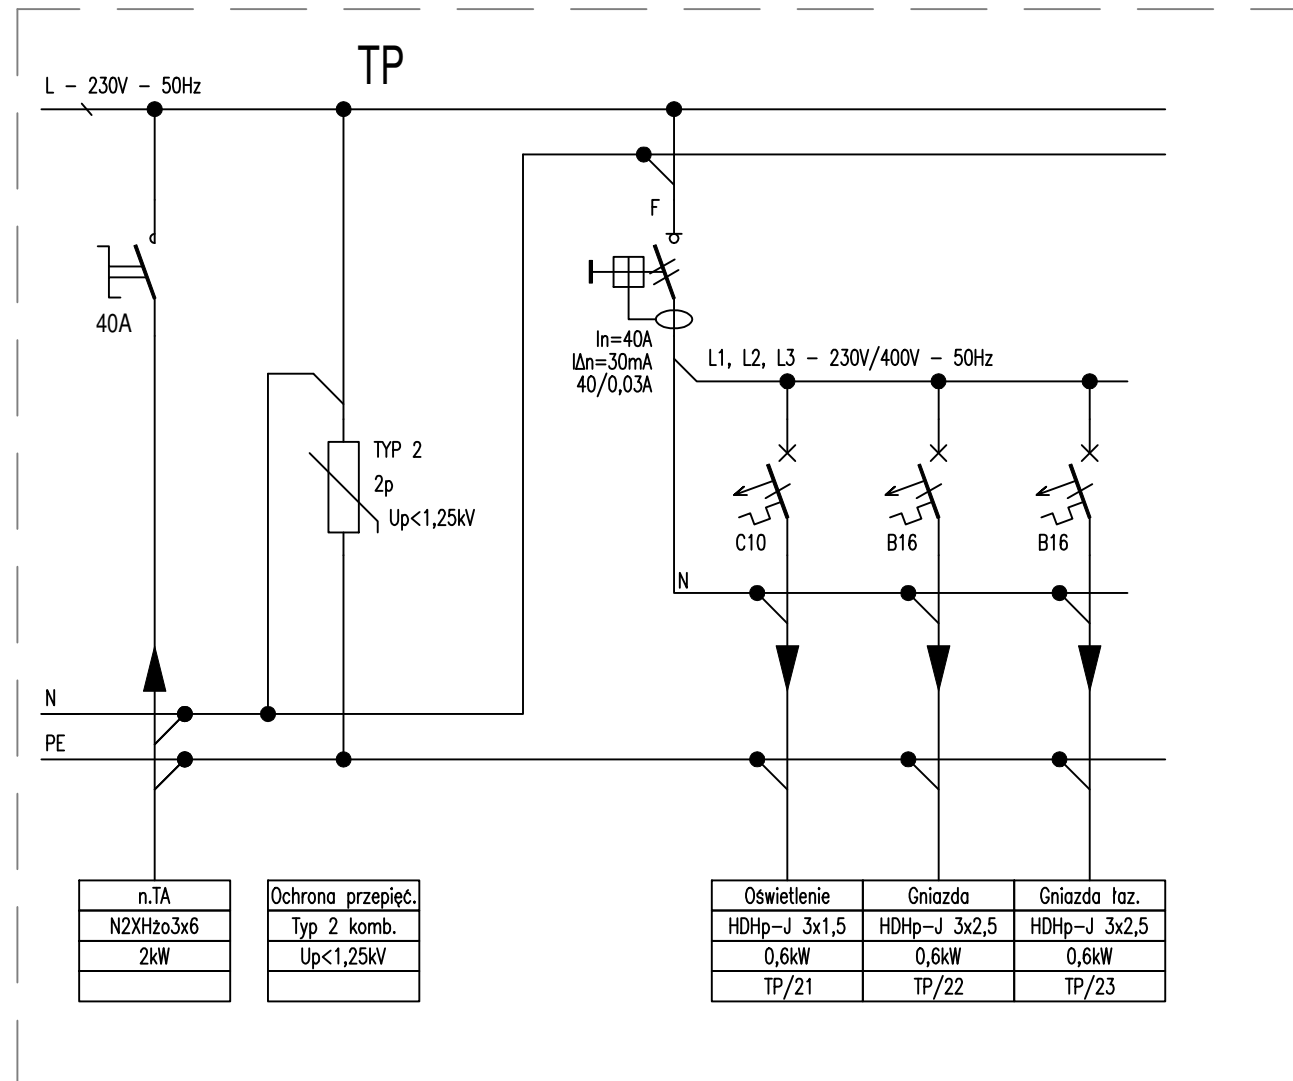 TP
L - 230V - 50Hz
F
40A
In=40A
IΔn=30mA
40/0,03A
L1, L2, L3 - 230V/400V - 50Hz
TYP 2
2p
Up<1,25kV
C10
B16
B16
N
N
PE
n.TA
N2XHżo3x6
2kW
Ochrona przepięć.
Typ 2 komb.
Up<1,25kV
Oświetlenie
HDHp-J 3x1,5
0,6kW
TP/21
Gniazda
HDHp-J 3x2,5
0,6kW
TP/22
Gniazda łaz.
HDHp-J 3x2,5
0,6kW
TP/23